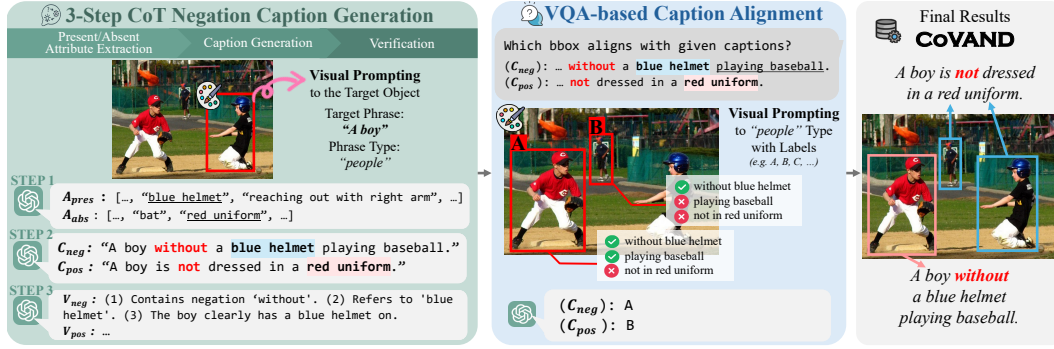 3-Step CoT Negation Caption Generation
Present/Absent
Attribute Extraction
Caption Generation
Verification
Visual Prompting
to the Target Object
Target Phrase:
“A boy”
Phrase Type:
“people”
STEP 1
A_pres : […, “blue helmet”, “reaching out with right arm”, …]
A_abs : […, “bat”, “red uniform”, …]
STEP 2
C_neg: “A boy without a blue helmet playing baseball.”
C_pos: “A boy is not dressed in a red uniform.”
STEP 3
V_neg : (1) Contains negation ‘without'. (2) Refers to 'blue
helmet'. (3) The boy clearly has a blue helmet on.
V_pos : …
VQA-based Caption Alignment
Which bbox aligns with given captions?
(C_neg): … without a blue helmet playing baseball.
(C_pos): … not dressed in a red uniform.
A
B
Visual Prompting
to “people” Type
with Labels
(e.g. A, B, C, …)
without blue helmet
playing baseball
not in red uniform
without blue helmet
playing baseball
not in red uniform
(C_neg): A
(C_pos): B
Final Results
COVAND
A boy is not dressed
in a red uniform.
A boy without
a blue helmet
playing baseball.